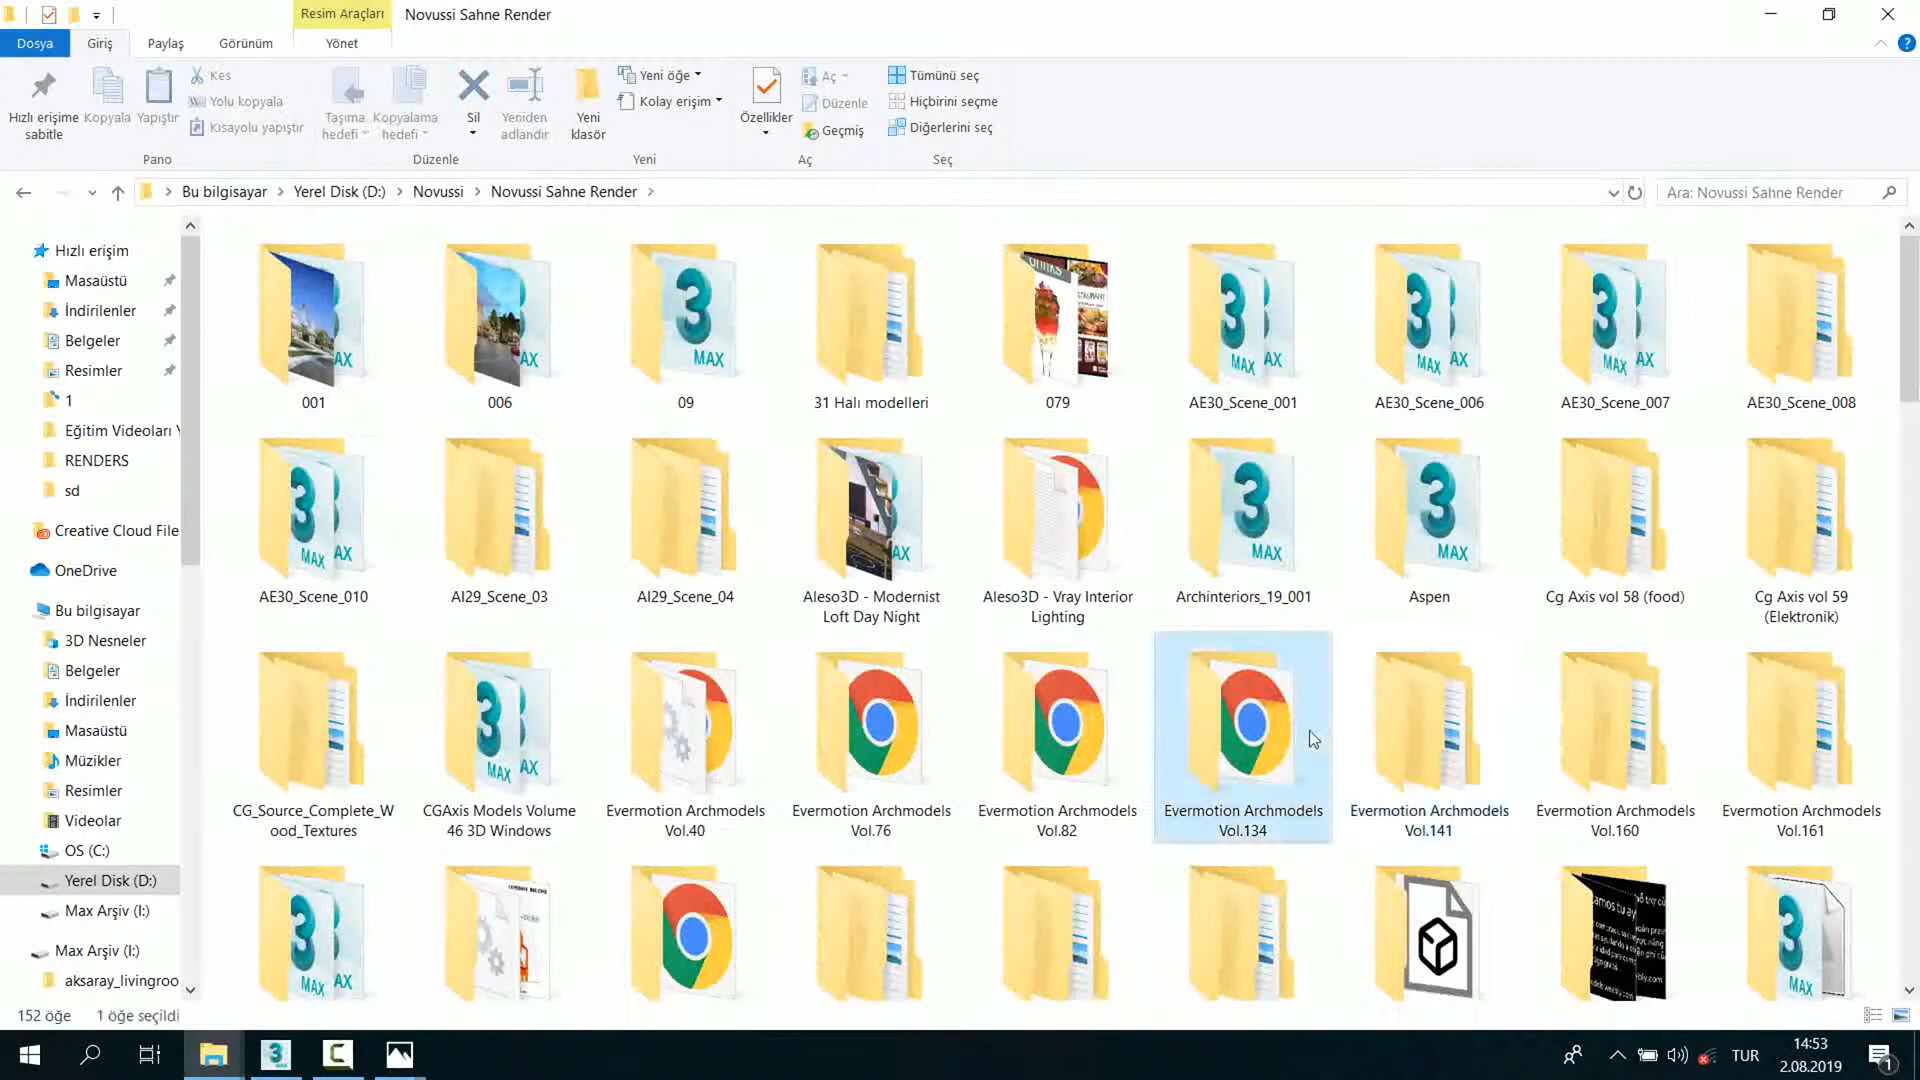 Resim Araçları
Novussi Sahne Render
Dosya
Giriş
Paylaş
Görünüm
Yönet
Hızlı erişime sabitle
Kopyala
Yapıştır
Kes
Yolu kopyala
Kısayolu yapıştır
Taşıma hedefi
Kopyalama hedefi
Sil
Yeniden adlandır
Yeni klasör
Yeni öğe
Kolay erişim
Özellikler
Aç
Düzenle
Geçmiş
Tümünü seç
Hiçbirini seçme
Diğerlerini seç
Pano
Düzenle
Yeni
Aç
Seç
Bu bilgisayar
Yerel Disk (D:)
Novussi
Novussi Sahne Render
Ara: Novussi Sahne Render
Hızlı erişim
Masaüstü
İndirilenler
Belgeler
Resimler
1
Eğitim Videoları Y
RENDERS
sd
Creative Cloud File
OneDrive
Bu bilgisayar
3D Nesneler
Belgeler
İndirilenler
Masaüstü
Müzikler
Resimler
Videolar
OS (C:)
Yerel Disk (D:)
Max Arşiv (I:)
Max Arşiv (I:)
aksaray_livingroo
001
006
09
31 Halı modelleri
079
AE30_Scene_001
AE30_Scene_006
AE30_Scene_007
AE30_Scene_008
AE30_Scene_010
AI29_Scene_03
AI29_Scene_04
Aleso3D - Modernist Loft Day Night
Aleso3D - Vray Interior Lighting
Archinteriors_19_001
Aspen
Cg Axis vol 58 (food)
Cg Axis vol 59 (Elektronik)
CG_Source_Complete_Wood_Textures
CGAxis Models Volume 46 3D Windows
Evermotion Archmodels Vol.40
Evermotion Archmodels Vol.76
Evermotion Archmodels Vol.82
Evermotion Archmodels Vol.134
Evermotion Archmodels Vol.141
Evermotion Archmodels Vol.160
Evermotion Archmodels Vol.161
152 öğe
1 öğe seçildi
TUR
14:53
2.08.2019
1